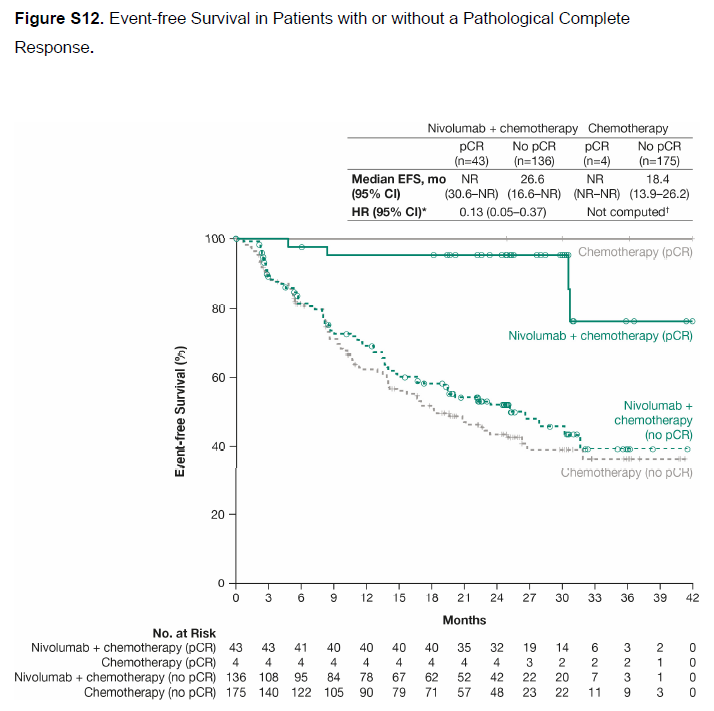 Figure S12. Event-free Survival in Patients with or without a Pathological Complete
Response.
Nivolumab + chemotherapy Chemotherapy
pCR No pCR pCR No pCR
(n=43) (n=136) (n=4) (n=175)
Median EFS, mo NR 26.6 NR 18.4
(95% CI) (30.6–NR) (16.6–NR) (NR–NR) (13.9–26.2)
HR (95% CI)* 0.13 (0.05–0.37) Not computed†
100
Chemotherapy (pCR)
80
Nivolumab + chemotherapy (pCR)
60
Nivolumab +
chemotherapy
(no pCR)
40
Chemotherapy (no pCR)
20
0
Event-free Survival (%)
0 3 6 9 12 15 18 21 24 27 30 33 36 39 42
Months
No. at Risk
Nivolumab + chemotherapy (pCR) 43 43 41 40 40 40 40 35 32 19 14 6 3 2 0
Chemotherapy (pCR) 4 4 4 4 4 4 4 4 4 3 2 2 2 1 0
Nivolumab + chemotherapy (no pCR) 136 108 95 84 78 67 62 52 42 22 20 7 3 1 0
Chemotherapy (no pCR) 175 140 122 105 90 79 71 57 48 23 22 11 9 3 0